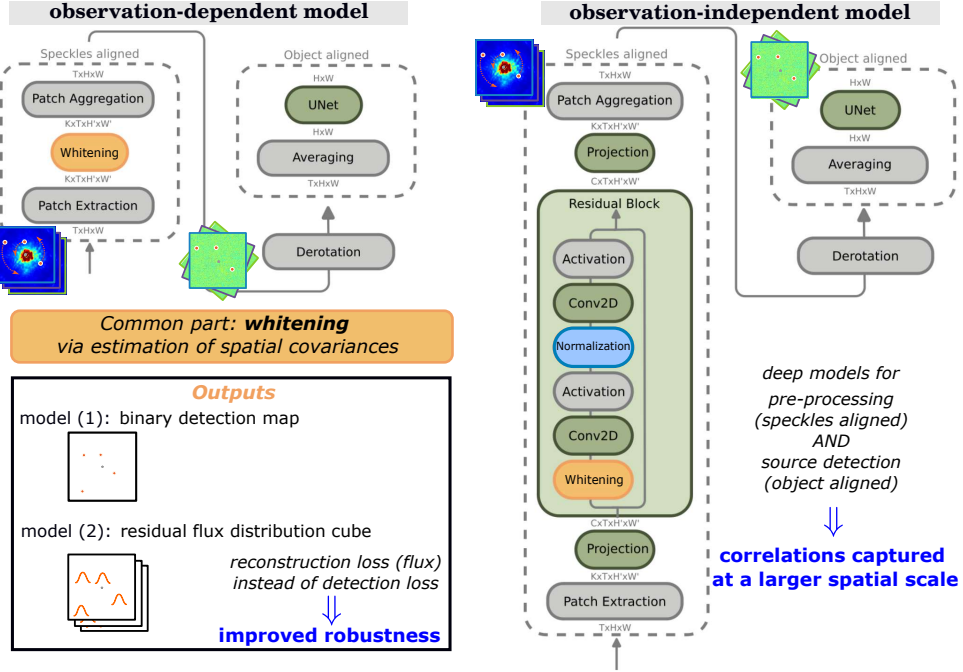 observation-dependent model
Speckles aligned
TxHxW
Patch Aggregation
KxTxH'xW'
Whitening
KxTxH'xW'
Patch Extraction
TxHxW
Object aligned
HxW
UNet
HxW
Averaging
TxHxW
Derotation
Common part: whitening
via estimation of spatial covariances
Outputs
model (1): binary detection map
model (2): residual flux distribution cube
reconstruction loss (flux)
instead of detection loss
⇓
improved robustness
observation-independent model
Speckles aligned
TxHxW
Patch Aggregation
KxTxH'xW'
Projection
CxTxH'xW'
Residual Block
Activation
Conv2D
Normalization
Activation
Conv2D
Whitening
CxTxH'xW'
Projection
KxTxH'xW'
Patch Extraction
TxHxW
Object aligned
HxW
UNet
HxW
Averaging
TxHxW
Derotation
deep models for
pre-processing
(speckles aligned)
AND
source detection
(object aligned)
⇓
correlations captured
at a larger spatial scale